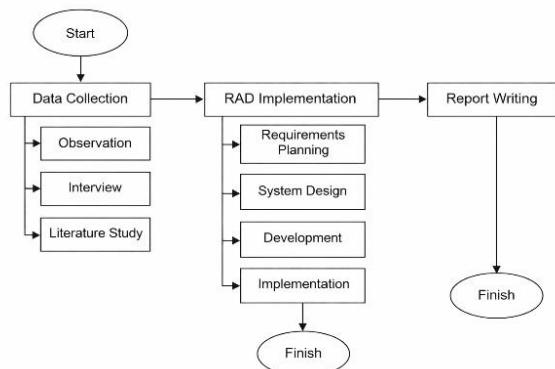 Start
Data Collection
RAD Implementation
Report Writing
Observation
Interview
Literature Study
Requirements
Planning
System Design
Development
Implementation
Finish
Finish